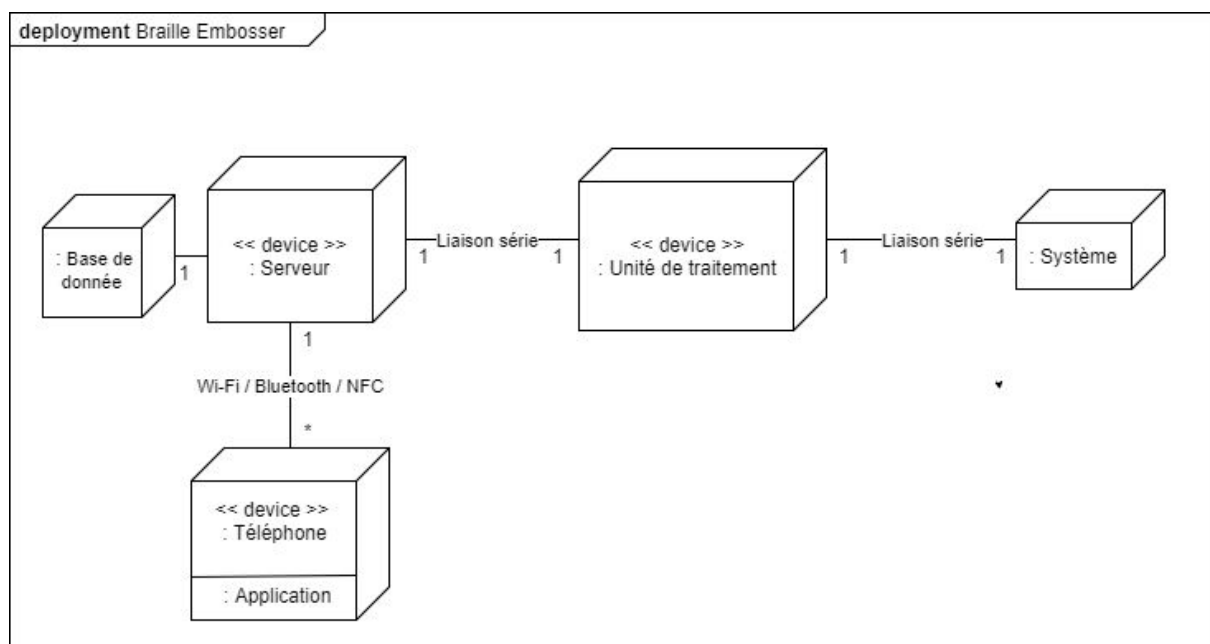 deployment Braille Embosser
: Base de
donnée
1
<< device >>
: Serveur
1
Liaison série
1
<< device >>
: Unité de traitement
1
Liaison série
1
: Système
1
Wi-Fi / Bluetooth / NFC
*
<< device >>
: Téléphone
: Application